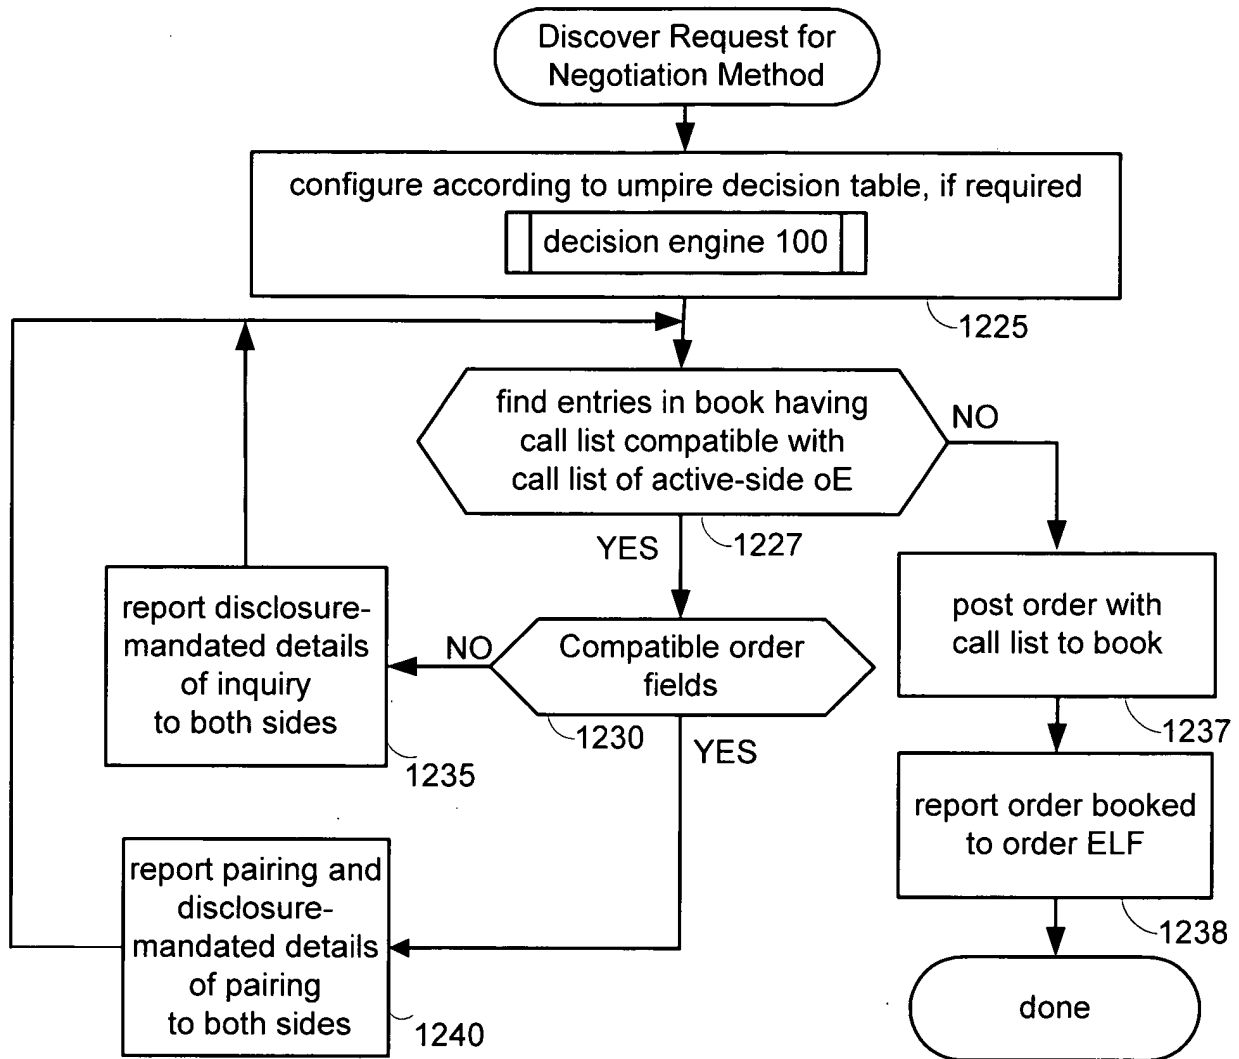 Discover Request for
Negotiation Method
configure according to umpire decision table, if required
decision engine 100
1225
find entries in book having
call list compatible with
call list of active-side oE
NO
1227
YES
report disclosure-
mandated details
of inquiry
to both sides
1235
NO
Compatible order
fields
1230
YES
post order with
call list to book
1237
report order booked
to order ELF
1238
report pairing and
disclosure-
mandated details
of pairing
to both sides
1240
done